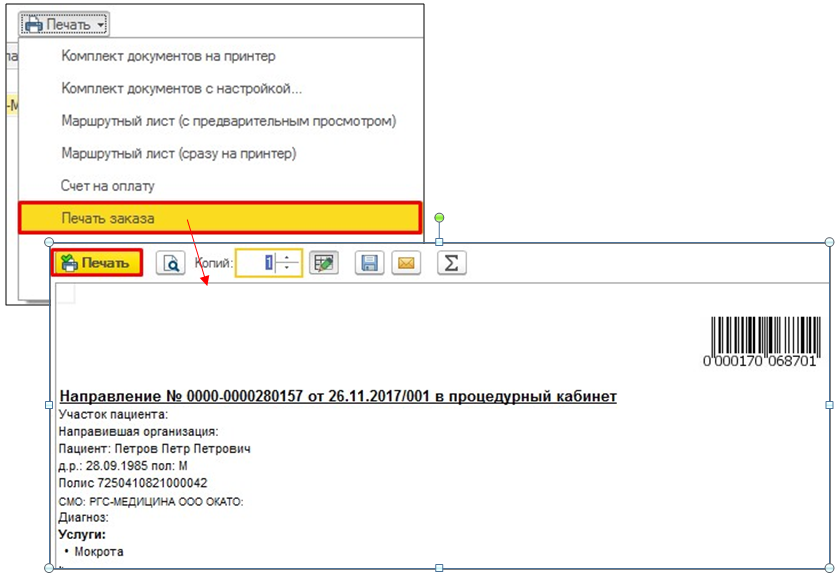 Печать
па
Комплект документов на принтер
Комплект документов с настройкой...
-М
Маршрутный лист (с предварительным просмотром)
Маршрутный лист (сразу на принтер)
Счет на оплату
Печать заказа
Печать Копий: 1 Σ
0 000170 068701
Направление № 0000-0000280157 от 26.11.2017/001 в процедурный кабинет
Участок пациента:
Направившая организация:
Пациент: Петров Петр Петрович
д.р.: 28.09.1985 пол: М
Полис 7250410821000042
СМО: РГС-МЕДИЦИНА ООО ОКАТО:
Диагноз:
Услуги:
• Мокрота